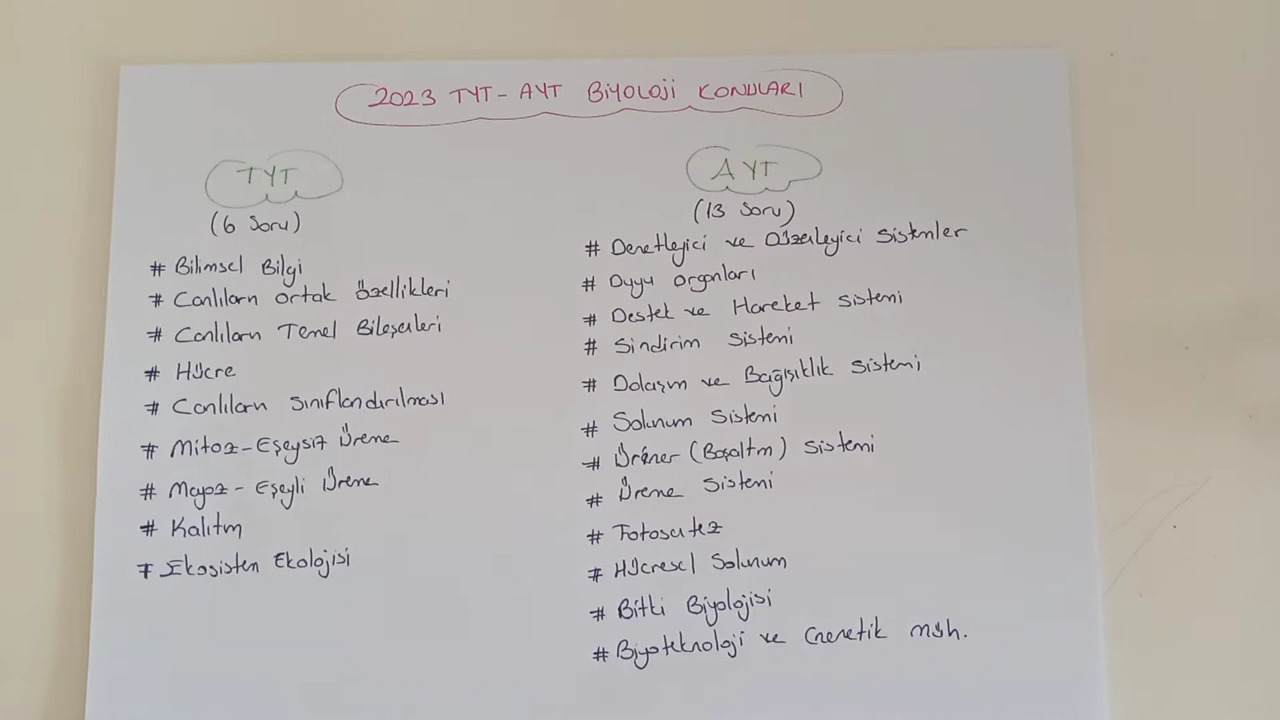 2023 TYT- AYT BİYOLOJİ KONULARI
TYT
(6 Soru)
# Bilimsel Bilgi
# Canlıların Ortak Özellikleri
# Canlıların Temel Bileşenleri
# Hücre
# Canlıların Sınıflandırılması
# Mitoz-Eşeysiz Üreme
# Mayoz- Eşeyli Üreme
# Kalıtım
# Ekosistem Ekolojisi
AYT
(13 Soru)
# Denetleyici ve Düzenleyici Sistemler
# Duyu organları
# Destek ve Hareket sistemi
# Sindirim Sistemi
# Dolaşım ve Bağışıklık Sistemi
# Solunum Sistemi
# Üriner (Boşaltım) Sistemi
# Üreme Sistemi
# Fotosentez
# Hücresel Solunum
# Bitki Biyolojisi
# Biyoteknoloji ve Genetik müh.